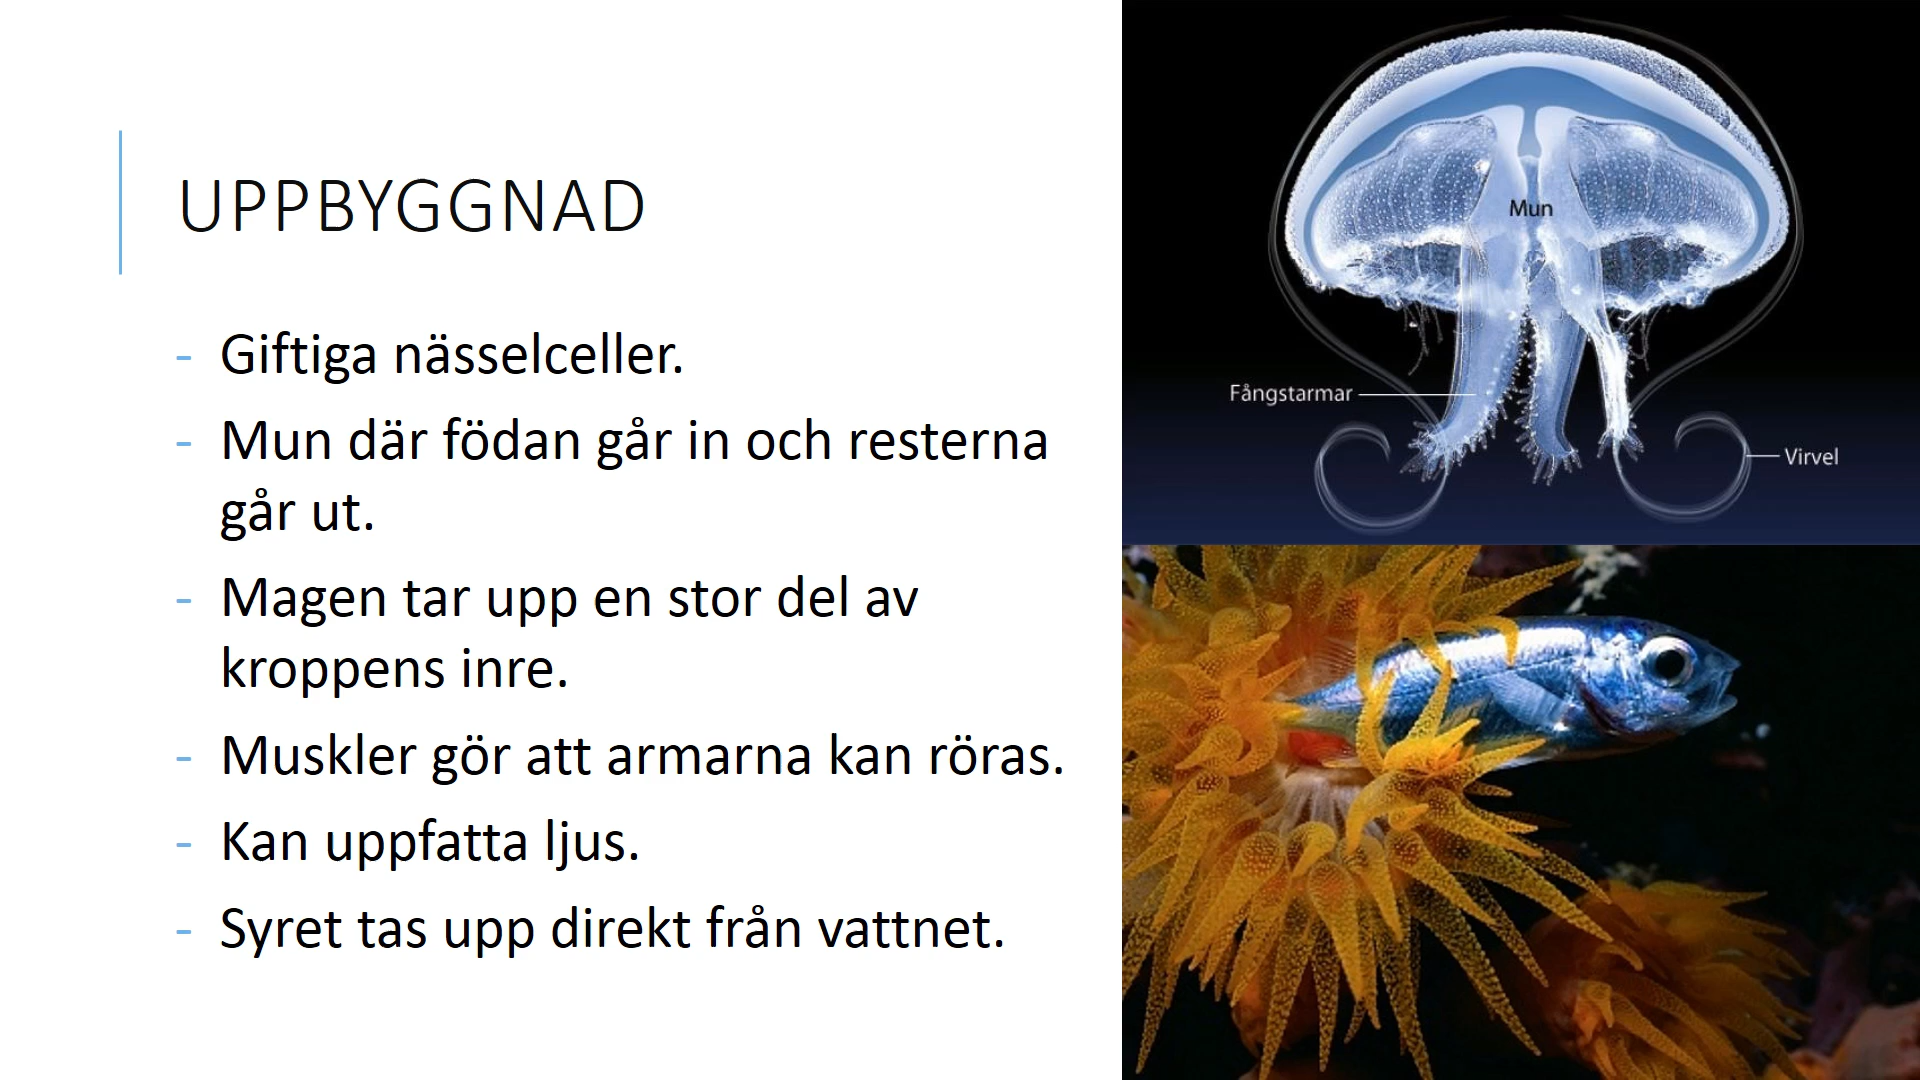 UPPBYGGNAD
- Giftiga nässelceller.
- Mun där födan går in och resterna
går ut.
- Magen tar upp en stor del av
kroppens inre.
- Muskler gör att armarna kan röras.
- Kan uppfatta ljus.
- Syret tas upp direkt från vattnet.
Mun
Fångstarmar
Virvel